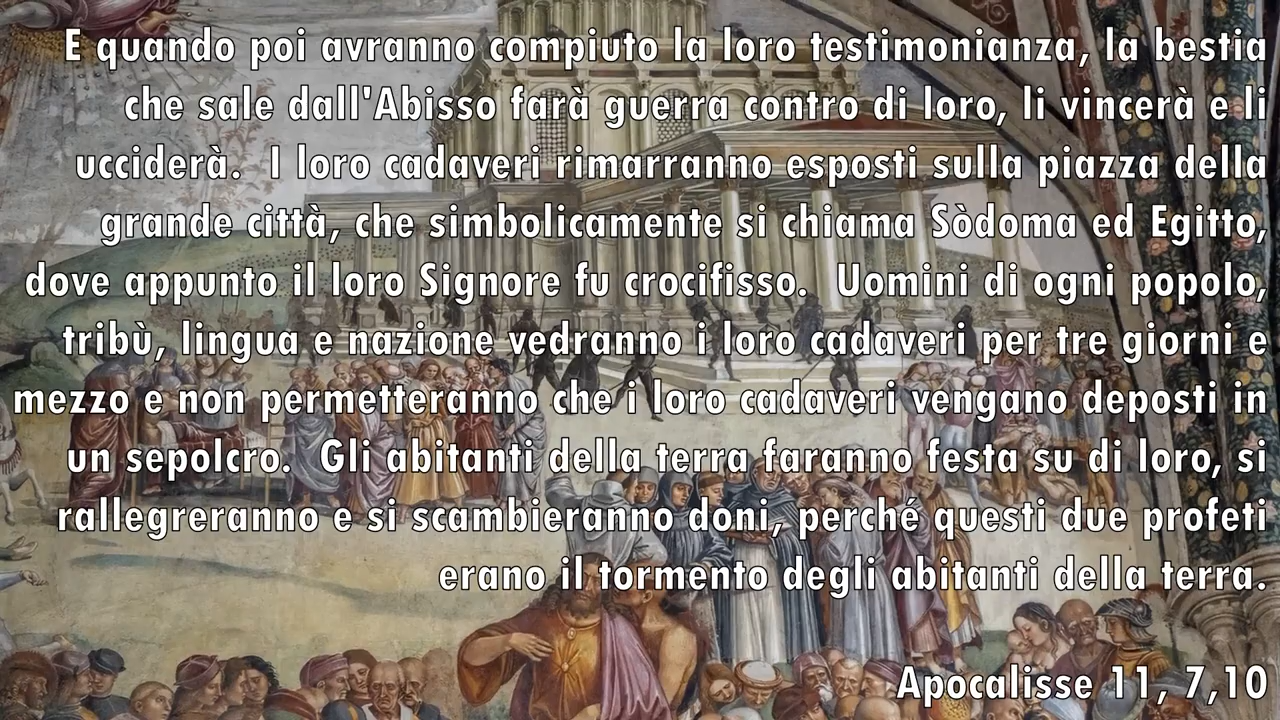 E quando poi avranno compiuto la loro testimonianza, la bestia
che sale dall'Abisso farà guerra contro di loro, li vincerà e li
ucciderà.  I loro cadaveri rimarranno esposti sulla piazza della
grande città, che simbolicamente si chiama Sòdoma ed Egitto,
dove appunto il loro Signore fu crocifisso.  Uomini di ogni popolo,
tribù, lingua e nazione vedranno i loro cadaveri per tre giorni e
mezzo e non permetteranno che i loro cadaveri vengano deposti in
un sepolcro.  Gli abitanti della terra faranno festa su di loro, si
rallegreranno e si scambieranno doni, perché questi due profeti
erano il tormento degli abitanti della terra.
Apocalisse 11, 7,10